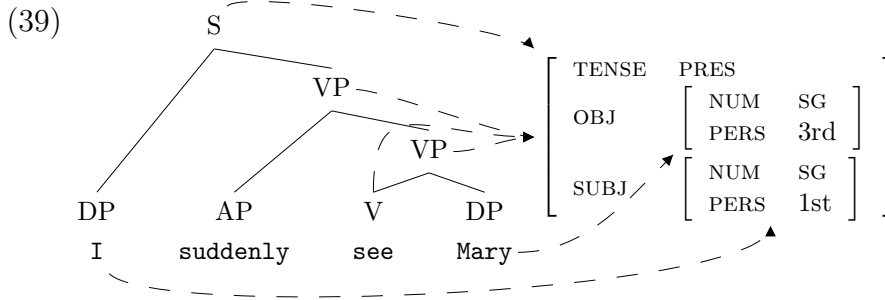 (39)
S
VP
TENSE PRES
OBJ NUM SG
PERS 3rd
VP
SUBJ NUM SG
PERS 1st
DP AP V DP
I suddenly see Mary